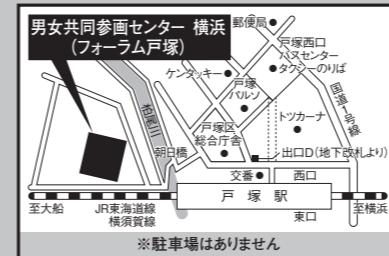 男女共同参画センター 横浜
(フォーラム戸塚)
郵便局
戸塚西口
バスセンター
タクシーのりば
ケンタッキー
戸塚
パルソ
国道1号線
柏尾川
トツカーナ
戸塚区
総合庁舎
朝日橋
出口D(地下改札より)
交番
西口
戸塚駅
至大船
JR東海道線
横須賀線
東口
至横浜
※駐車場はありません